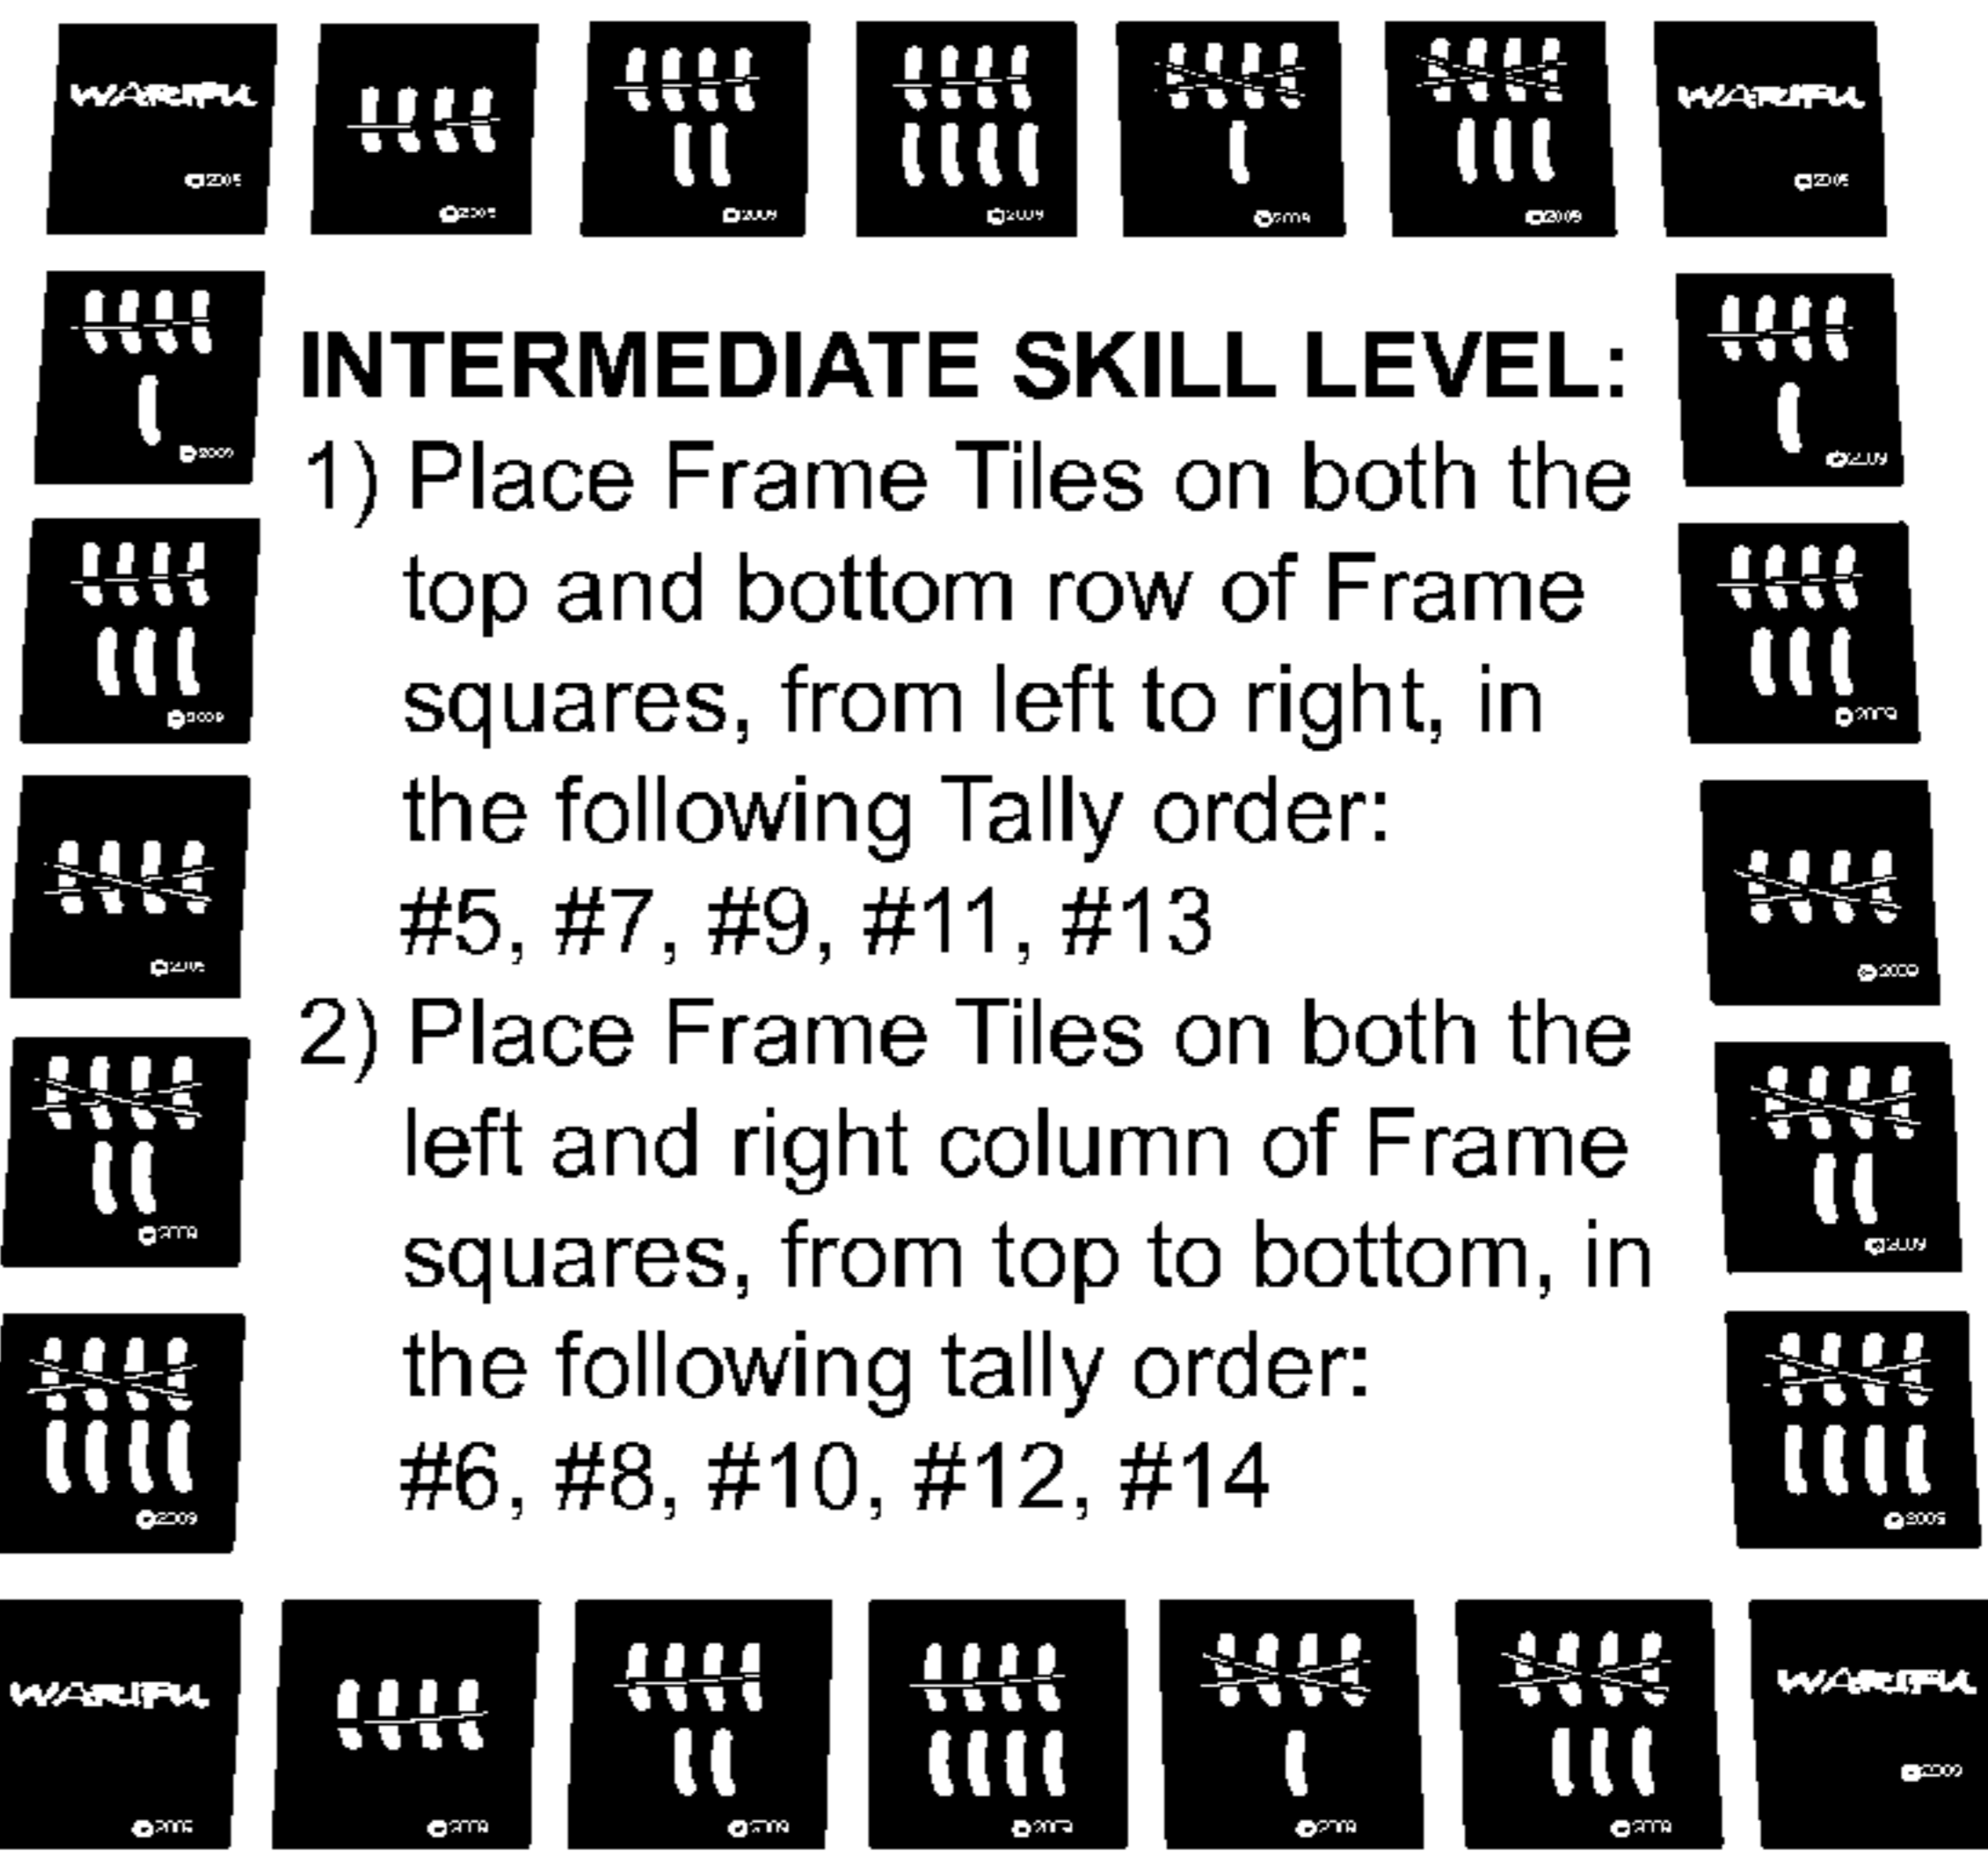 INTERMEDIATE SKILL LEVEL:
1) Place Frame Tiles on both the
top and bottom row of Frame
squares, from left to right, in
the following Tally order:
#5, #7, #9, #11, #13
2) Place Frame Tiles on both the
left and right column of Frame
squares, from top to bottom, in
the following tally order:
#6, #8, #10, #12, #14